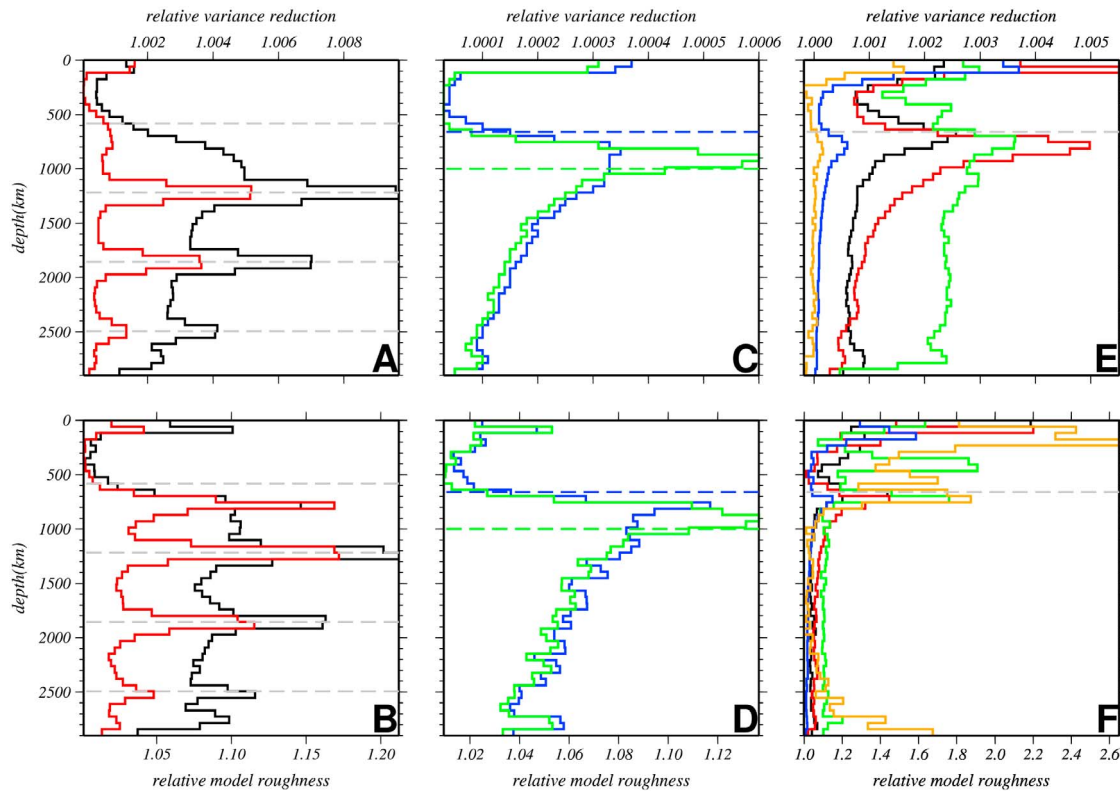 relative variance reduction relative variance reduction relative variance reduction
1.002 1.004 1.006 1.008 1.0001 1.0002 1.0003 1.0004 1.0005 1.0006 1.000 1.001 1.002 1.003 1.004 1.005
0
500
1000
1500
2000
2500
depth(km)
A C E
0
500
1000
1500
2000
2500
depth(km)
B D F
1.05 1.10 1.15 1.20 1.02 1.04 1.06 1.08 1.10 1.12 1.0 1.2 1.4 1.6 1.8 2.0 2.2 2.4 2.6
relative model roughness relative model roughness relative model roughness